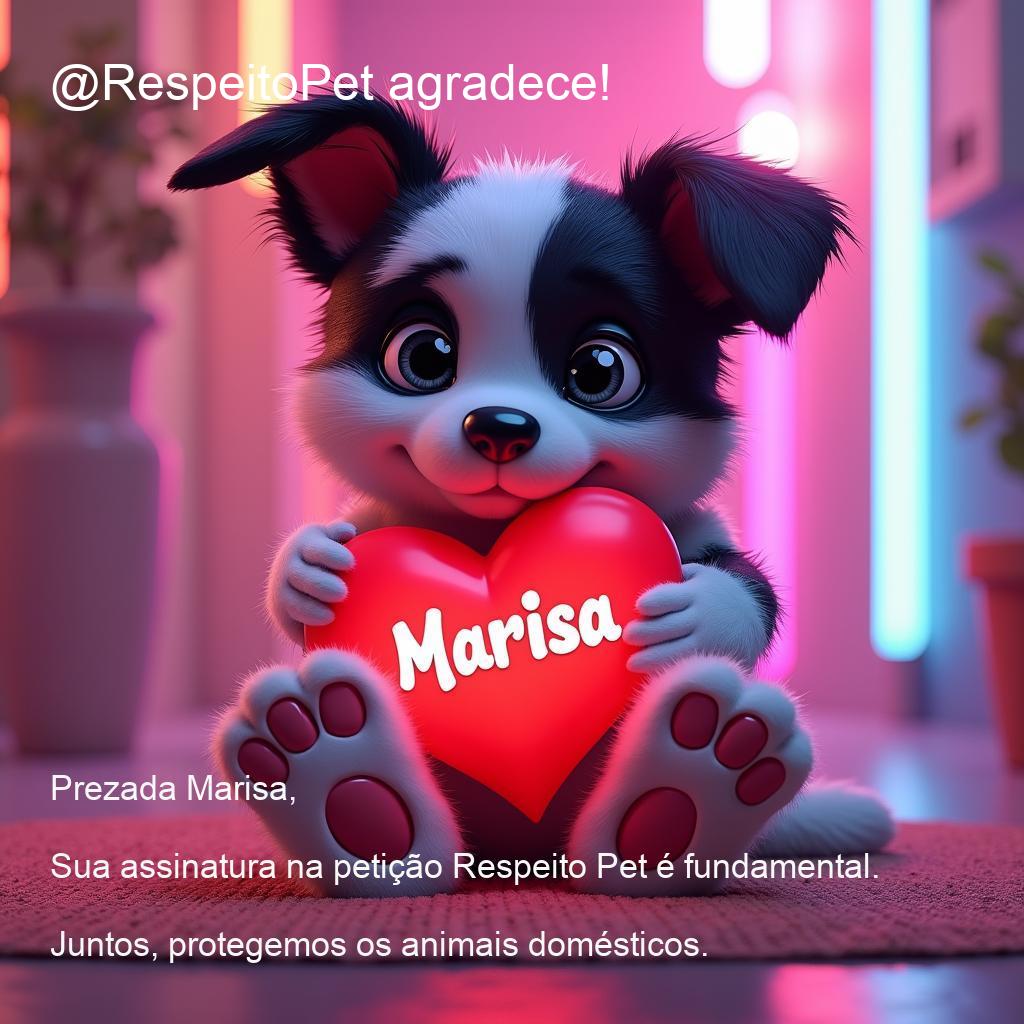 @RespeitoPet agradece!
Marisa
Prezada Marisa,
Sua assinatura na petição Respeito Pet é fundamental.
Juntos, protegemos os animais domésticos.